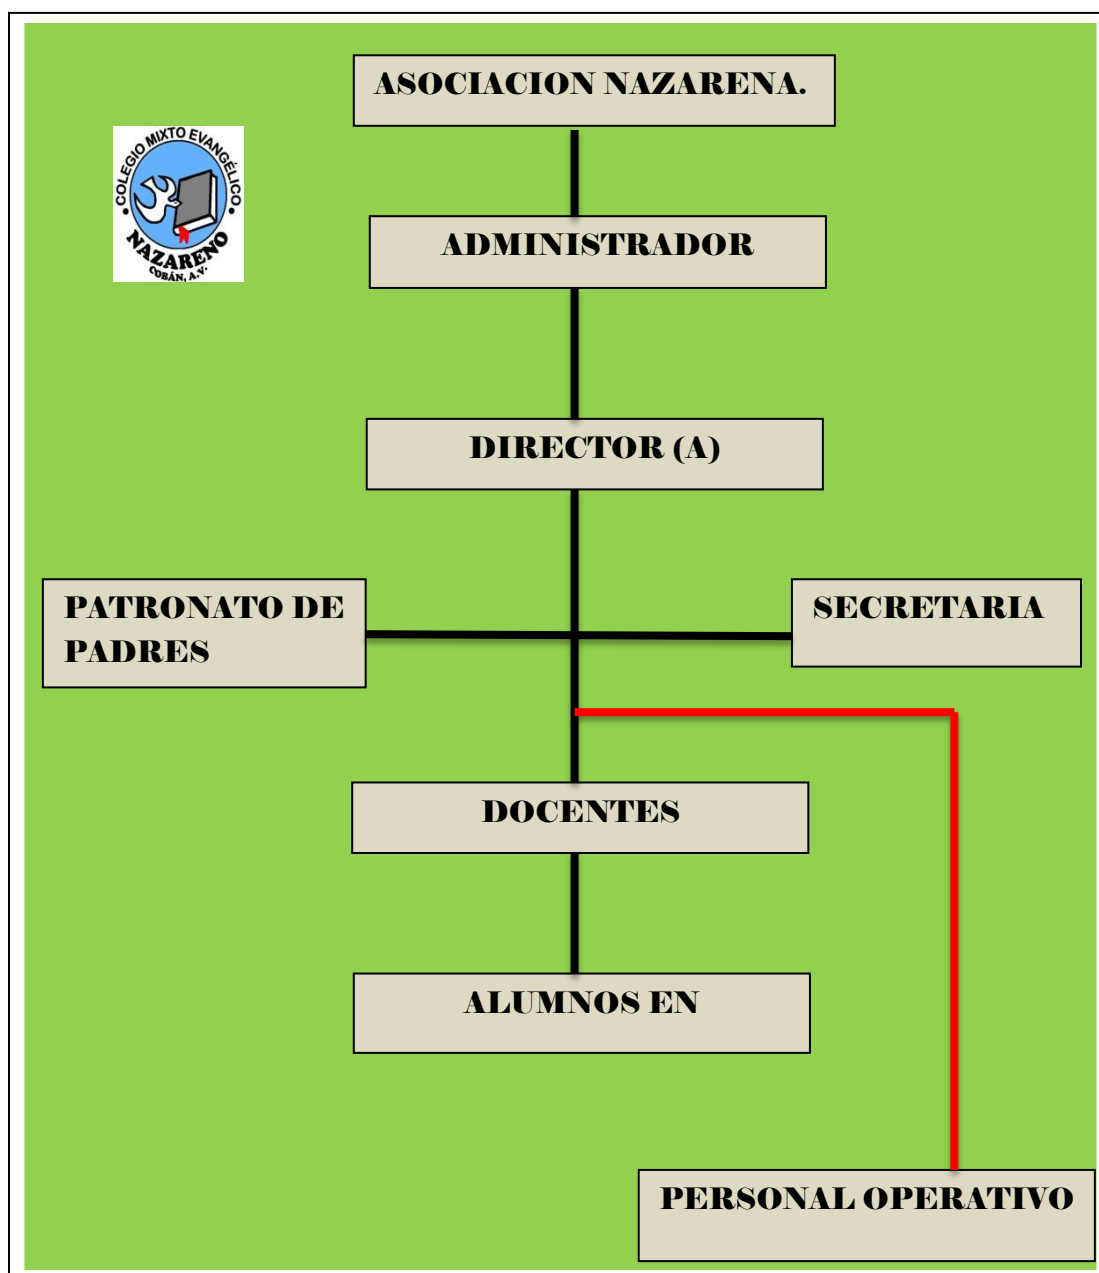 ASOCIACION NAZARENA.
• COLEGIO MIXTO EVANGÉLICO •
NAZARENO
COBÁN, A.V.
ADMINISTRADOR
DIRECTOR (A)
PATRONATO DE
PADRES
SECRETARIA
DOCENTES
ALUMNOS EN
PERSONAL OPERATIVO